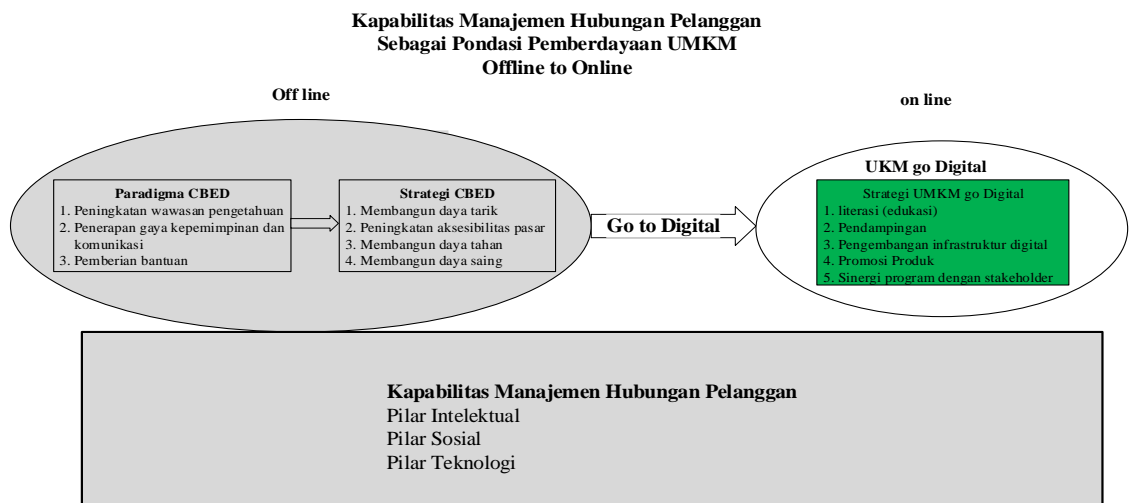 Kapabilitas Manajemen Hubungan Pelanggan
Sebagai Pondasi Pemberdayaan UMKM
Offline to Online
Off line
on line
Paradigma CBED
1. Peningkatan wawasan pengetahuan
2. Penerapan gaya kepemimpinan dan
komunikasi
3. Pemberian bantuan
Strategi CBED
1. Membangun daya tarik
2. Peningkatan aksesibilitas pasar
3. Membangun daya tahan
4. Membangun daya saing
Go to Digital
UKM go Digital
Strategi UMKM go Digital
1. literasi (edukasi)
2. Pendampingan
3. Pengembangan infrastruktur digital
4. Promosi Produk
5. Sinergi program dengan stakeholder
Kapabilitas Manajemen Hubungan Pelanggan
Pilar Intelektual
Pilar Sosial
Pilar Teknologi